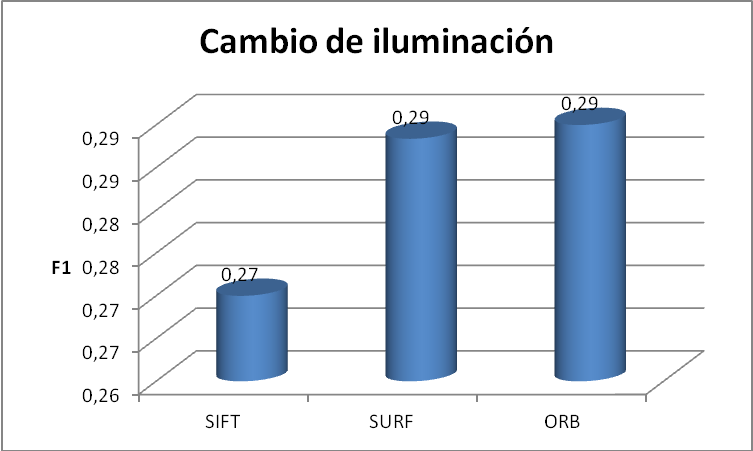 Cambio de iluminación
0,29
0,29
0,27
0,29
0,29
0,28
0,28
0,27
0,27
0,26
F1
SIFT
SURF
ORB